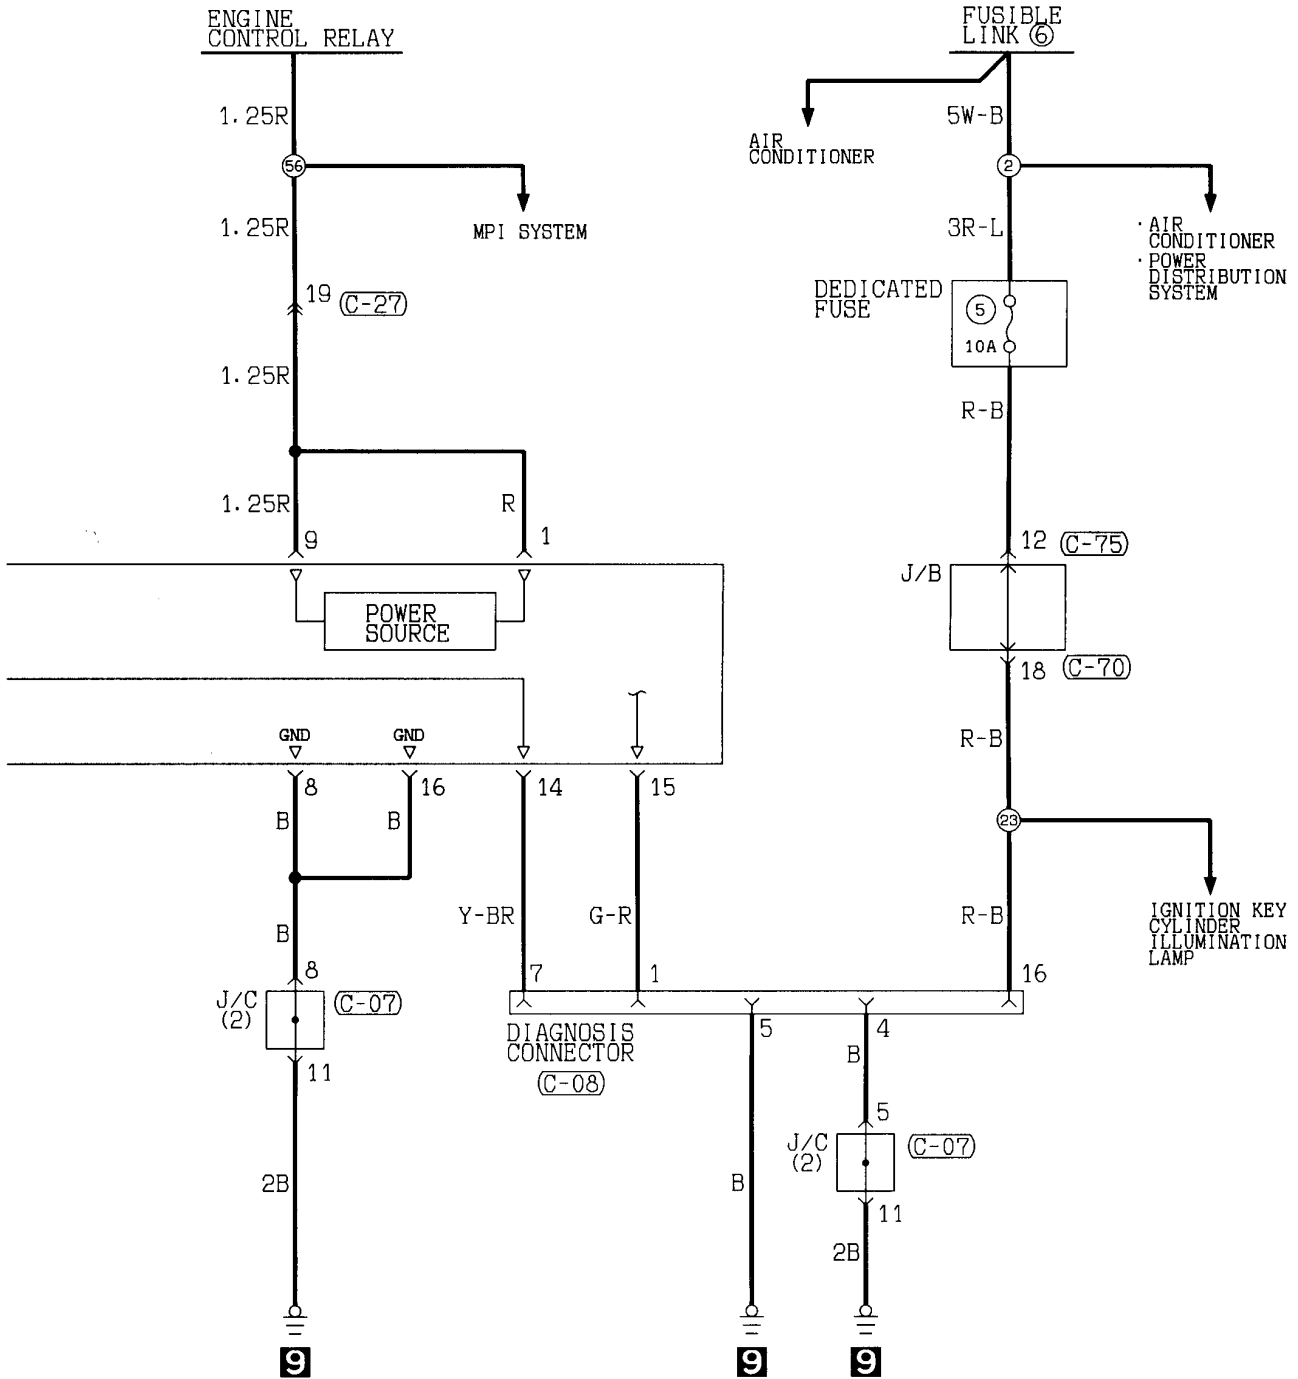 ENGINE
CONTROL RELAY
FUSIBLE
LINK ⑥
1.25R
5W-B
AIR
CONDITIONER
56
2
1.25R
MPI SYSTEM
3R-L
· AIR
CONDITIONER
· POWER
DISTRIBUTION
SYSTEM
19 C-27
DEDICATED
FUSE
5
10A
1.25R
R-B
1.25R
R
9
1
12 C-75
J/B
POWER
SOURCE
18 C-70
GND
GND
R-B
8
16
14
15
B
B
23
Y-BR
G-R
R-B
IGNITION KEY
CYLINDER
ILLUMINATION
LAMP
B
8
7
1
16
J/C
(2)
C-07
DIAGNOSIS
CONNECTOR
C-08
5
4
B
11
5
J/C
(2)
C-07
2B
B
11
2B
9
9
9